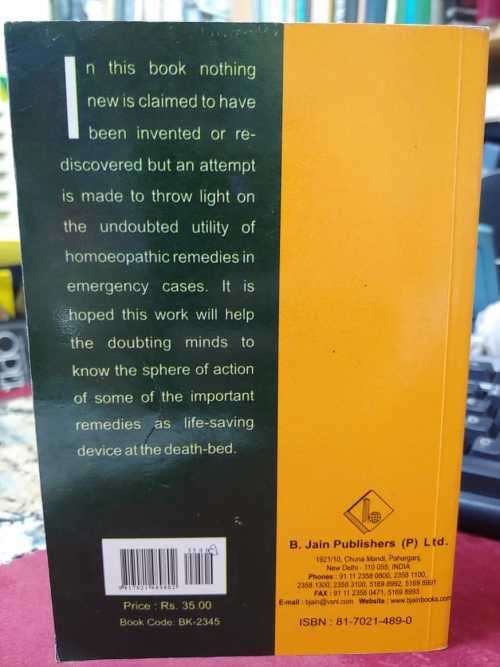 In this book nothing
new is claimed to have
been invented or re-
discovered but an attempt
is made to throw light on
the undoubted utility of
homoeopathic remedies in
emergency cases. It is
hoped this work will help
the doubting minds to
know the sphere of action
of some of the important
remedies as life-saving
device at the death-bed.
Price : Rs. 35.00
Book Code: BK-2345
B. Jain Publishers (P) Ltd.
1921/10, Chuna Mandi, Paharganj,
New Delhi - 110 055, INDIA
Phones : 91 11 2358 0800, 2358 1100,
2358 1300, 2358 3100, 5169 8992, 5169 8991
FAX : 91 11 2358 0471, 5169 8993
E-mail : bjain@vsnl.com Website : www.bjainbooks.com
ISBN : 81-7021-489-0